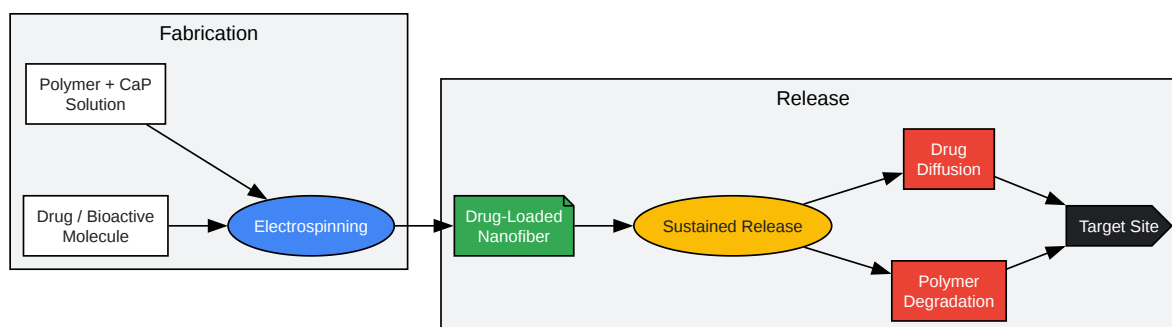 Fabrication
Polymer + CaP
Solution
Drug / Bioactive
Molecule
Electrospinning
Release
Drug-Loaded
Nanofiber
Sustained Release
Drug
Diffusion
Polymer
Degradation
Target Site